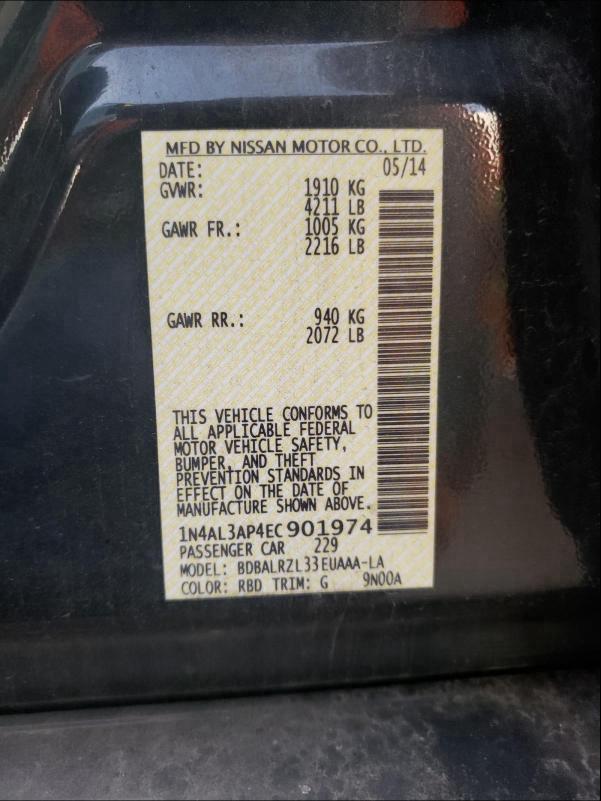 MFD BY NISSAN MOTOR CO., LTD.
DATE: 05/14
GVWR: 1910 KG
4211 LB
GAWR FR.: 1005 KG
2216 LB
GAWR RR.: 940 KG
2072 LB
THIS VEHICLE CONFORMS TO
ALL APPLICABLE FEDERAL
MOTOR VEHICLE SAFETY,
BUMPER, AND THEFT
PREVENTION STANDARDS IN
EFFECT ON THE DATE OF
MANUFACTURE SHOWN ABOVE.
1N4AL3AP4EC901974
PASSENGER CAR 229
MODEL: BDBALRZL33EUAAA-LA
COLOR: RBD TRIM: G 9N00A